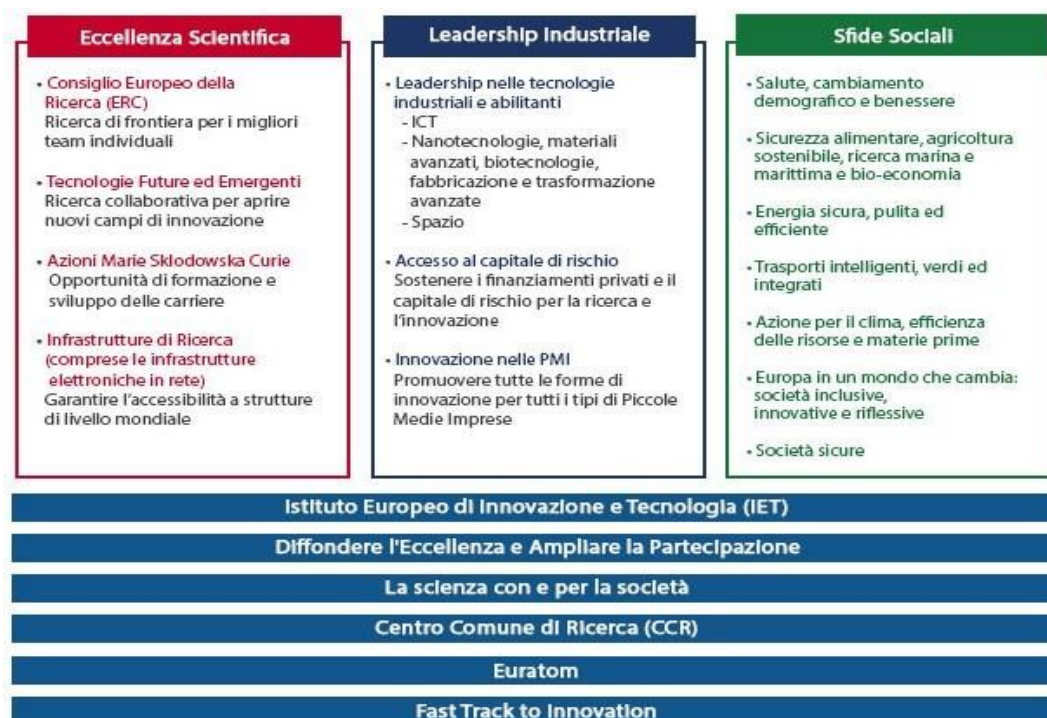 Eccellenza Scientifica
• Consiglio Europeo della
Ricerca (ERC)
Ricerca di frontiera per i migliori
team individuali
• Tecnologie Future ed Emergenti
Ricerca collaborativa per aprire
nuovi campi di innovazione
• Azioni Marie Sklodowska Curie
Opportunità di formazione e
sviluppo delle carriere
• Infrastrutture di Ricerca
(comprese le infrastrutture
elettroniche in rete)
Garantire l'accessibilità a strutture
di livello mondiale
Leadership Industriale
• Leadership nelle tecnologie
industriali e abilitanti
- ICT
- Nanotecnologie, materiali
avanzati, biotecnologie,
fabbricazione e trasformazione
avanzate
- Spazio
• Accesso al capitale di rischio
Sostenere i finanziamenti privati e il
capitale di rischio per la ricerca e
l'innovazione
• Innovazione nelle PMI
Promuovere tutte le forme di
innovazione per tutti i tipi di Piccole
Medie Imprese
Sfide Sociali
• Salute, cambiamento
demografico e benessere
• Sicurezza alimentare, agricoltura
sostenibile, ricerca marina e
marittima e bio-economia
• Energia sicura, pulita ed
efficiente
• Trasporti intelligenti, verdi ed
integrati
• Azione per il clima, efficienza
delle risorse e materie prime
• Europa in un mondo che cambia:
società inclusive,
innovative e riflessive
• Società sicure
Istituto Europeo di Innovazione e Tecnologia (IET)
Diffondere l'Eccellenza e Ampliare la Partecipazione
La scienza con e per la società
Centro Comune di Ricerca (CCR)
Euratom
Fast Track to Innovation